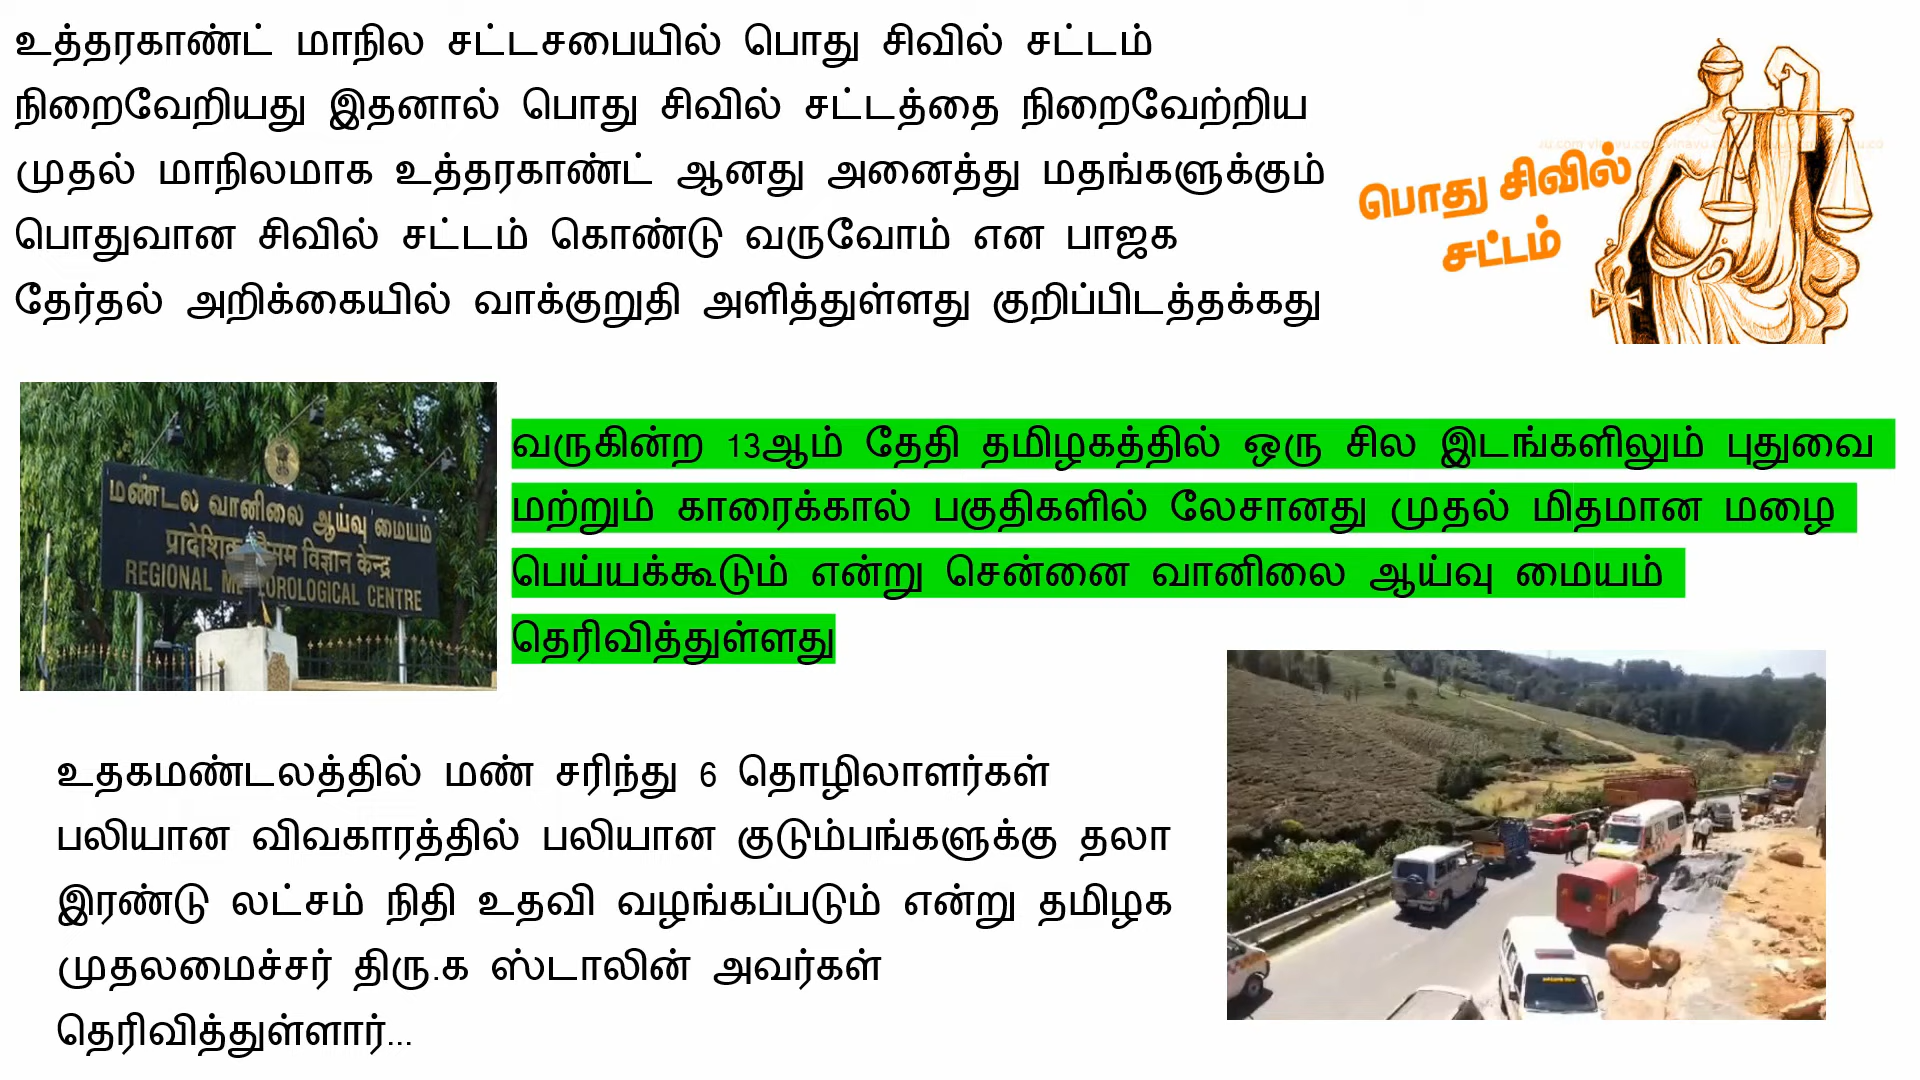 உத்தரகாண்ட் மாநில சட்டசபையில் பொது சிவில் சட்டம்
நிறைவேறியது இதனால் பொது சிவில் சட்டத்தை நிறைவேற்றிய
முதல் மாநிலமாக உத்தரகாண்ட் ஆனது அனைத்து மதங்களுக்கும்
பொதுவான சிவில் சட்டம் கொண்டு வருவோம் என பாஜக
தேர்தல் அறிக்கையில் வாக்குறுதி அளித்துள்ளது குறிப்பிடத்தக்கது
பொது சிவில்
சட்டம்
மண்டல வானிலை ஆய்வு மையம்
प्रादेशिक मौसम विज्ञान केन्द्र
REGIONAL METEOROLOGICAL CENTRE
வருகின்ற 13ஆம் தேதி தமிழகத்தில் ஒரு சில இடங்களிலும் புதுவை
மற்றும் காரைக்கால் பகுதிகளில் லேசானது முதல் மிதமான மழை
பெய்யக்கூடும் என்று சென்னை வானிலை ஆய்வு மையம்
தெரிவித்துள்ளது
உதகமண்டலத்தில் மண் சரிந்து 6 தொழிலாளர்கள்
பலியான விவகாரத்தில் பலியான குடும்பங்களுக்கு தலா
இரண்டு லட்சம் நிதி உதவி வழங்கப்படும் என்று தமிழக
முதலமைச்சர் திரு.க ஸ்டாலின் அவர்கள்
தெரிவித்துள்ளார்...